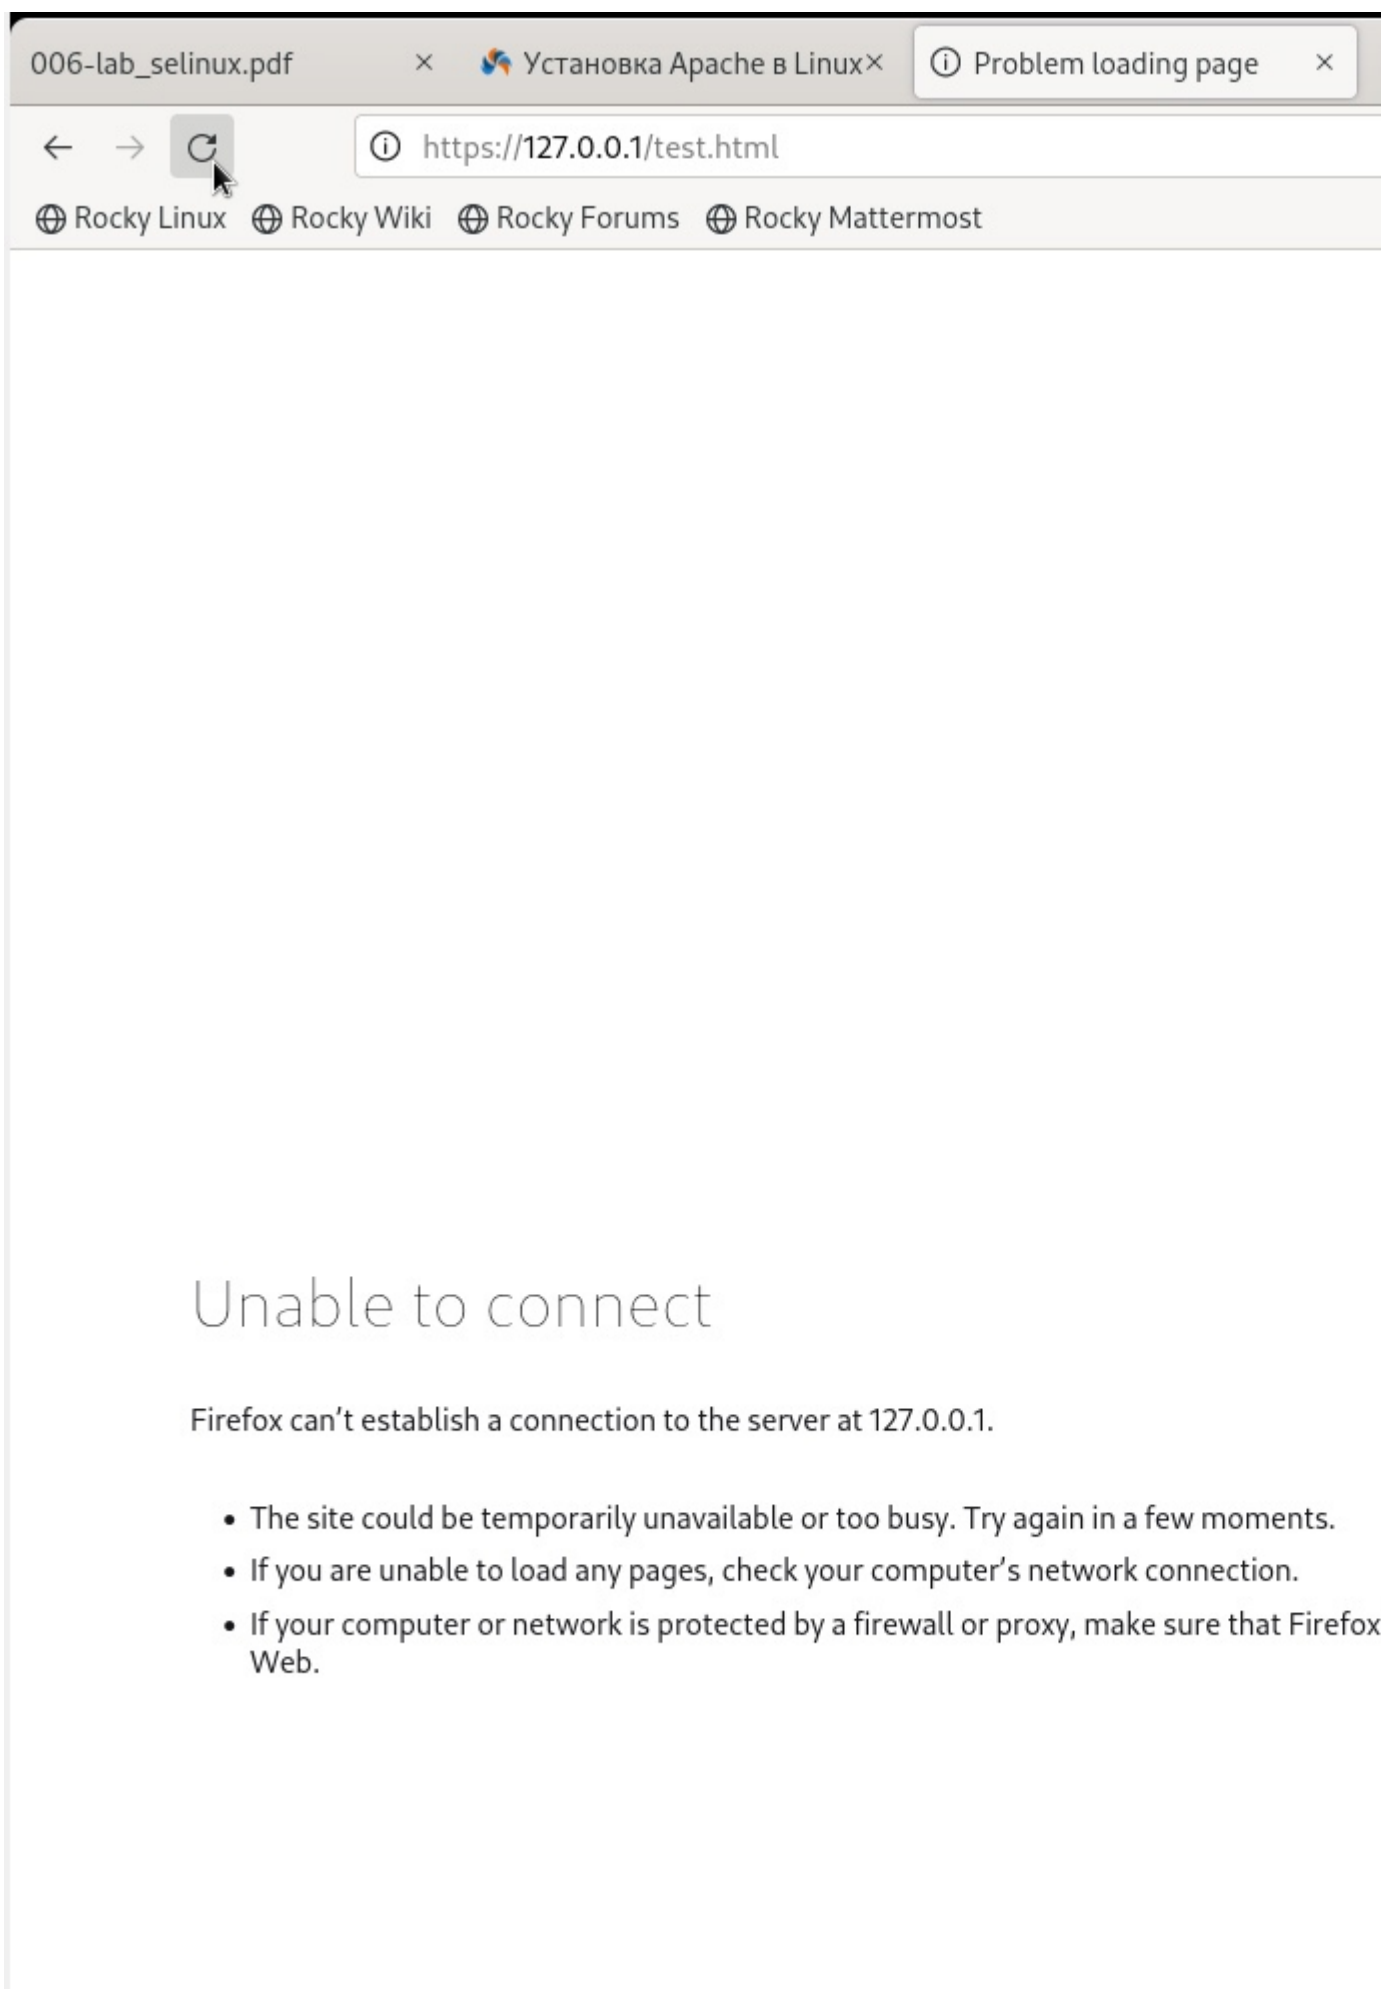 006-lab_selinux.pdf × Установка Apache в Linux× Problem loading page ×
https://127.0.0.1/test.html
Rocky Linux Rocky Wiki Rocky Forums Rocky Mattermost
Unable to connect
Firefox can’t establish a connection to the server at 127.0.0.1.
• The site could be temporarily unavailable or too busy. Try again in a few moments.
• If you are unable to load any pages, check your computer’s network connection.
• If your computer or network is protected by a firewall or proxy, make sure that Firefox
Web.